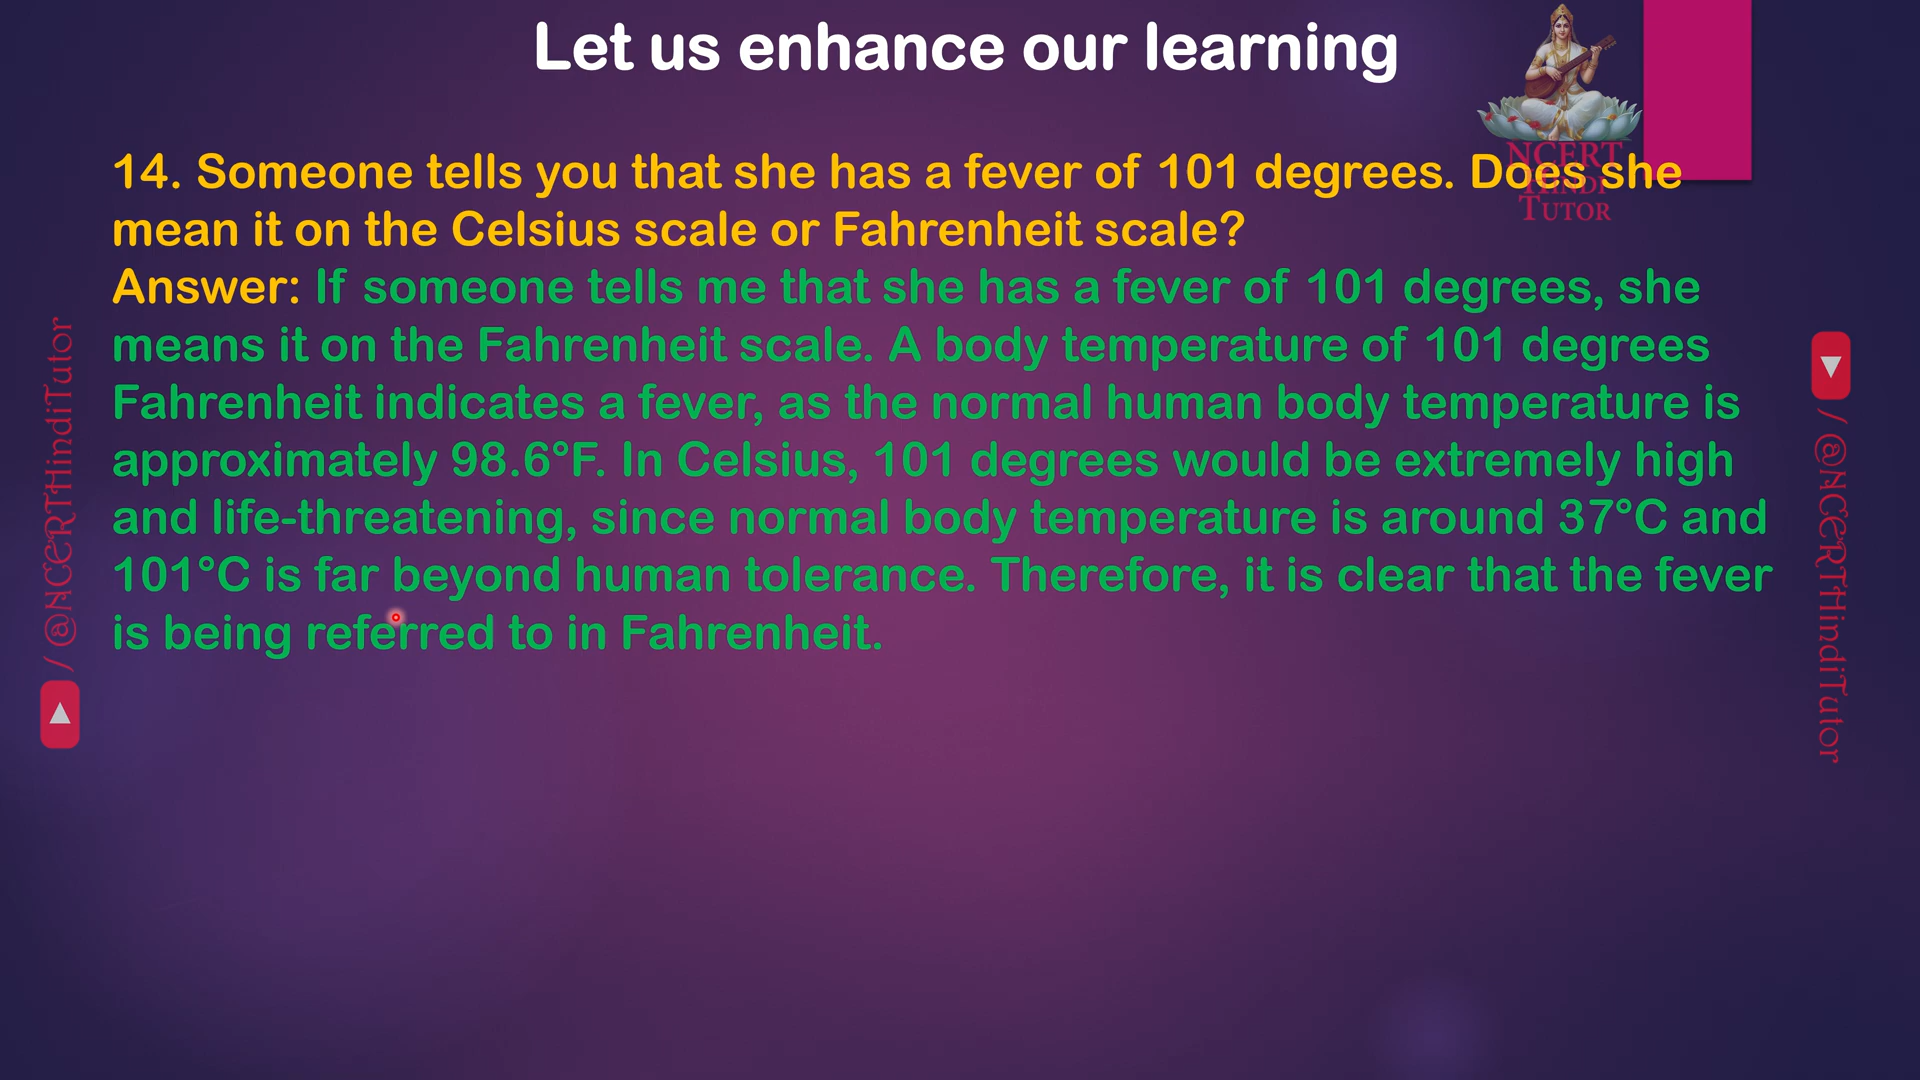 Let us enhance our learning
NCERT
HINDI
TUTOR
14. Someone tells you that she has a fever of 101 degrees. Does she
mean it on the Celsius scale or Fahrenheit scale?
Answer: If someone tells me that she has a fever of 101 degrees, she
means it on the Fahrenheit scale. A body temperature of 101 degrees
Fahrenheit indicates a fever, as the normal human body temperature is
approximately 98.6°F. In Celsius, 101 degrees would be extremely high
and life-threatening, since normal body temperature is around 37°C and
101°C is far beyond human tolerance. Therefore, it is clear that the fever
is being referred to in Fahrenheit.
/ @NCERTHindiTutor
/ @NCERTHindiTutor